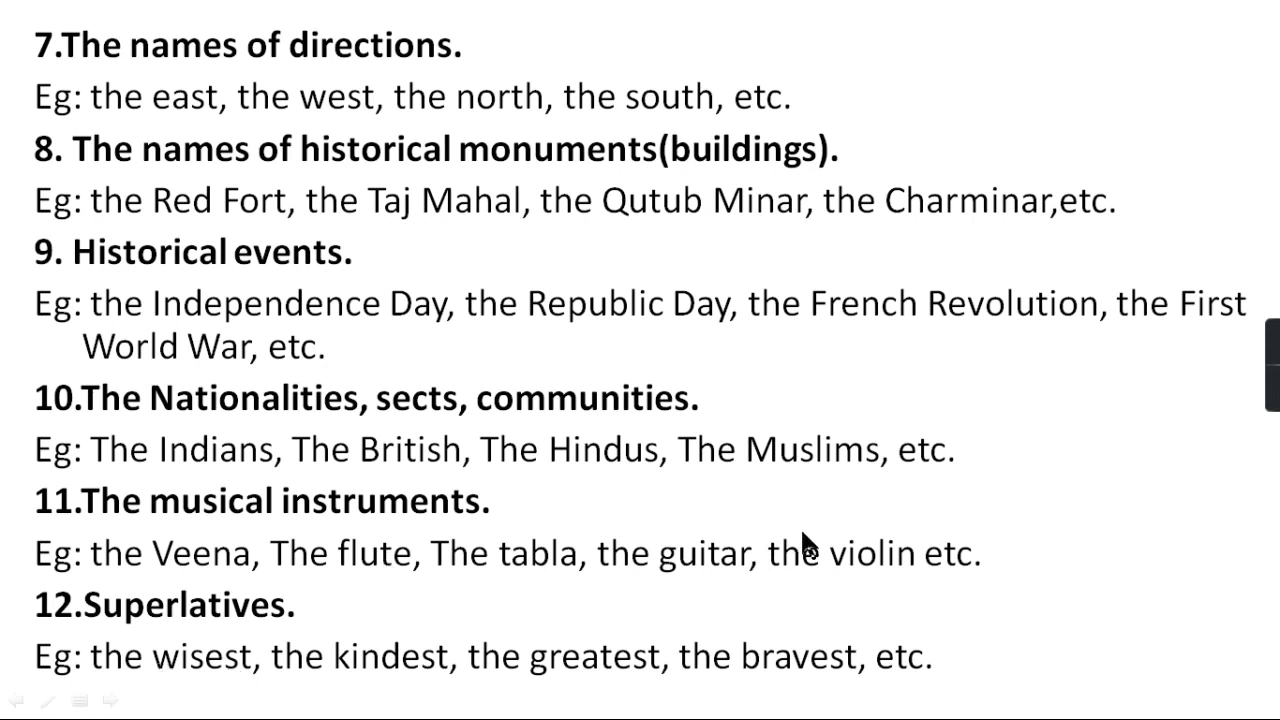 7.The names of directions.
Eg: the east, the west, the north, the south, etc.
8. The names of historical monuments(buildings).
Eg: the Red Fort, the Taj Mahal, the Qutub Minar, the Charminar,etc.
9. Historical events.
Eg: the Independence Day, the Republic Day, the French Revolution, the First
World War, etc.
10.The Nationalities, sects, communities.
Eg: The Indians, The British, The Hindus, The Muslims, etc.
11.The musical instruments.
Eg: the Veena, The flute, The tabla, the guitar, the violin etc.
12.Superlatives.
Eg: the wisest, the kindest, the greatest, the bravest, etc.